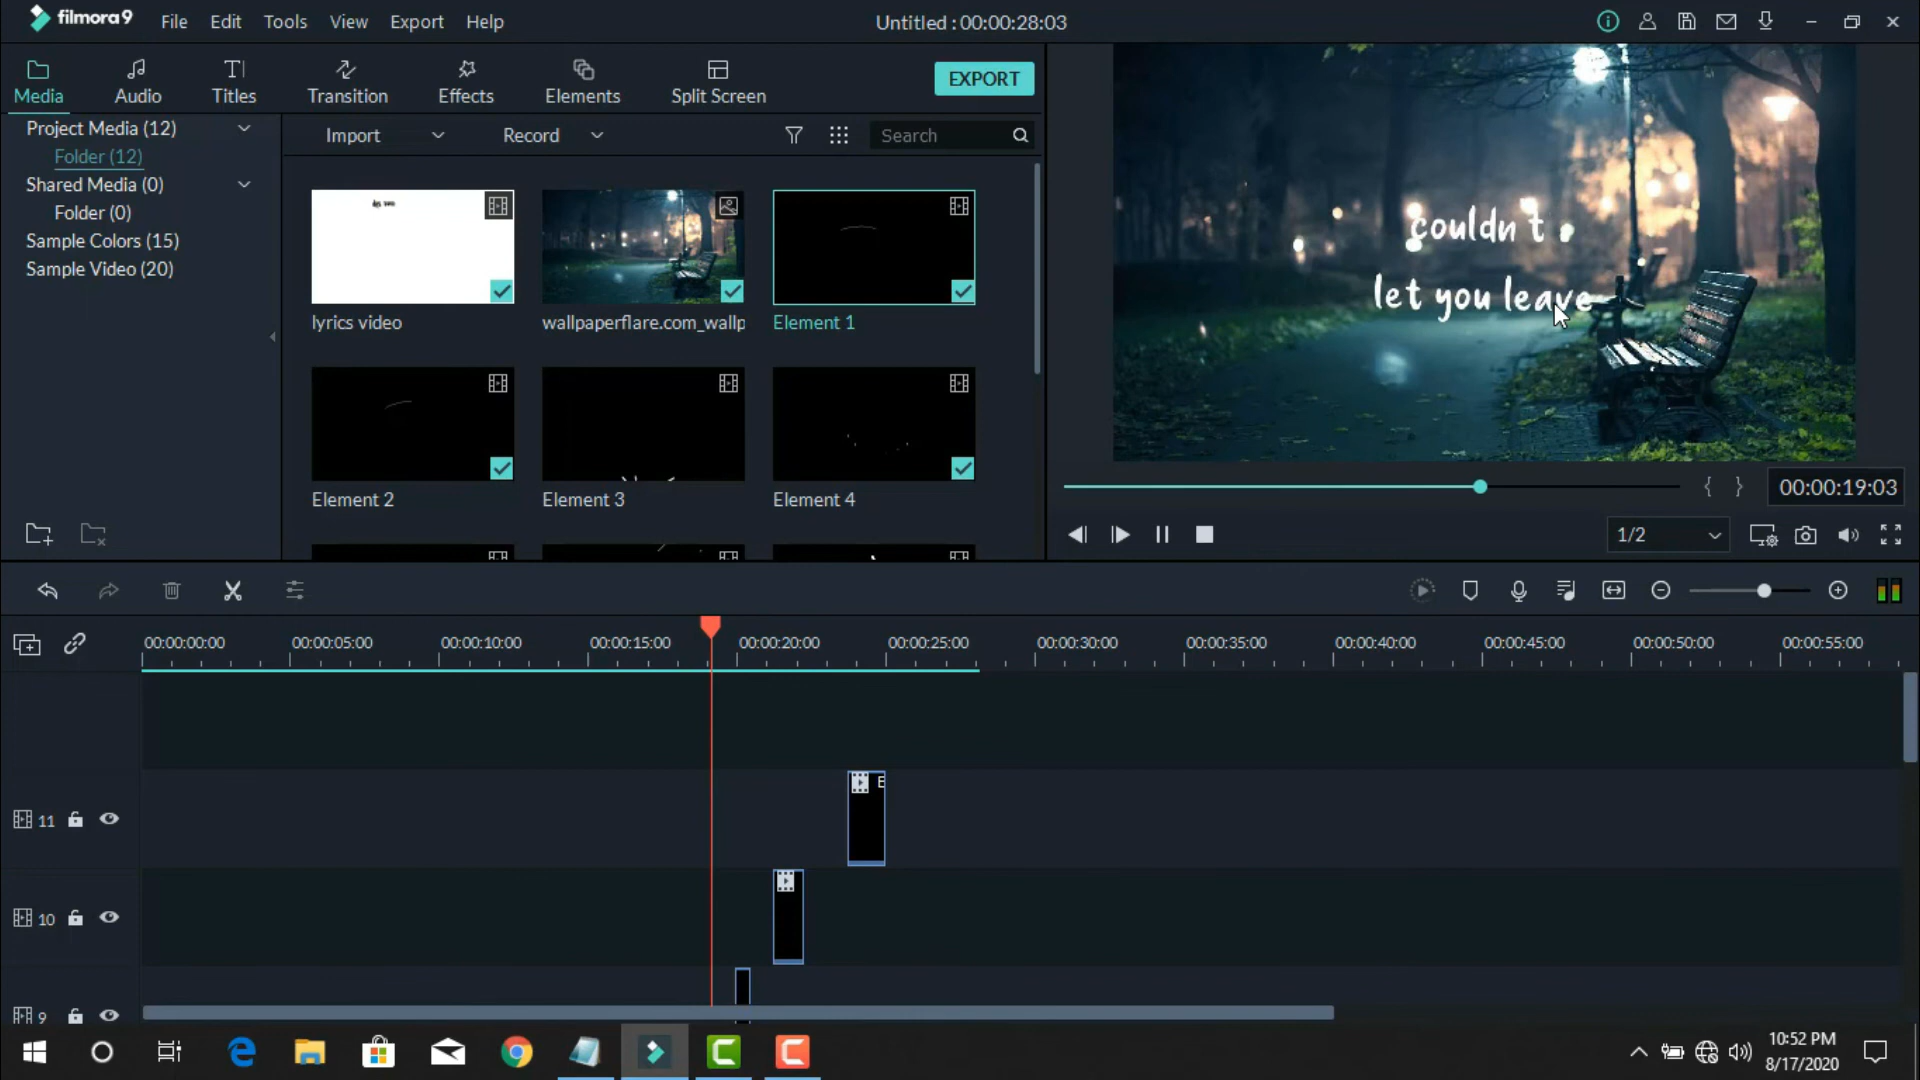 filmora9 File Edit Tools View Export Help Untitled : 00:00:28:03
Media Audio Titles Transition Effects Elements Split Screen EXPORT
Project Media (12)
Folder (12)
Shared Media (0)
Folder (0)
Sample Colors (15)
Sample Video (20)
Import Record Search
lyrics video wallpaperflare.com_wallp Element 1
Element 2 Element 3 Element 4
couldn t
let you leave
00:00:19:03
1/2
00:00:00:00 00:00:05:00 00:00:10:00 00:00:15:00 00:00:20:00 00:00:25:00 00:00:30:00 00:00:35:00 00:00:40:00 00:00:45:00 00:00:50:00 00:00:55:00
11
10
9
10:52 PM
8/17/2020